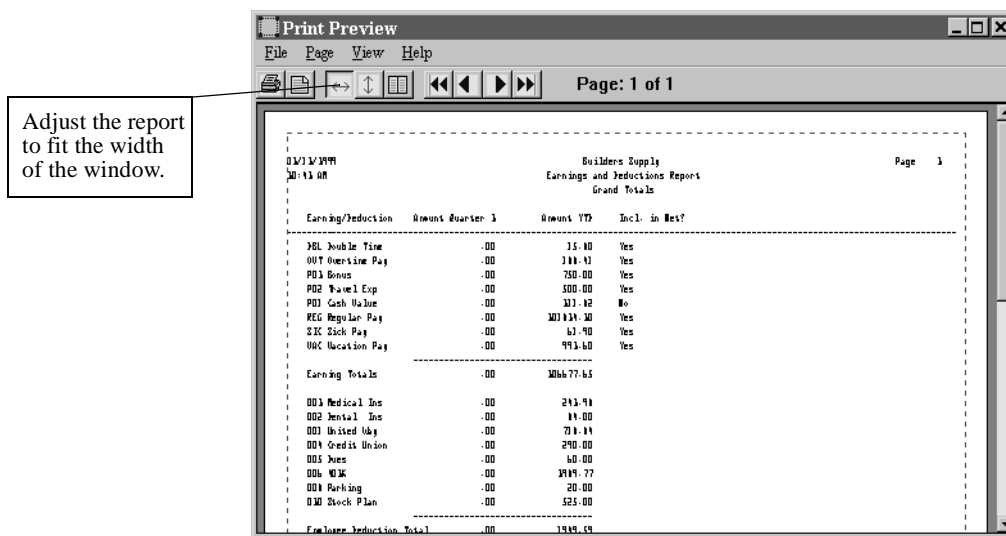 Print Preview
File Page View Help
Page: 1 of 1
Adjust the report
to fit the width
of the window.
Builders Supply Page 1
Earnings and Deductions Report
Grand Totals
Earning/Deduction Amount Quarter 1 Amount YTD Incl. in Net?
DBL Double Time .00 Yes
OVT Overtime Pay .00 Yes
P01 Bonus .00 750.00 Yes
P02 Travel Exp .00 500.00 Yes
Cash Value .00 No
REG Regular Pay .00 Yes
SIC Sick Pay .00 Yes
VAC Vacation Pay .00 Yes
Earning Totals .00 106677.65
001 Medical Ins .00
002 Dental Ins .00
United Way .00
Credit Union .00 290.00
005 Dues .00 60.00
006 401K .00
Parking .00 20.00
Stock Plan .00 525.00
Employee Deduction Total .00